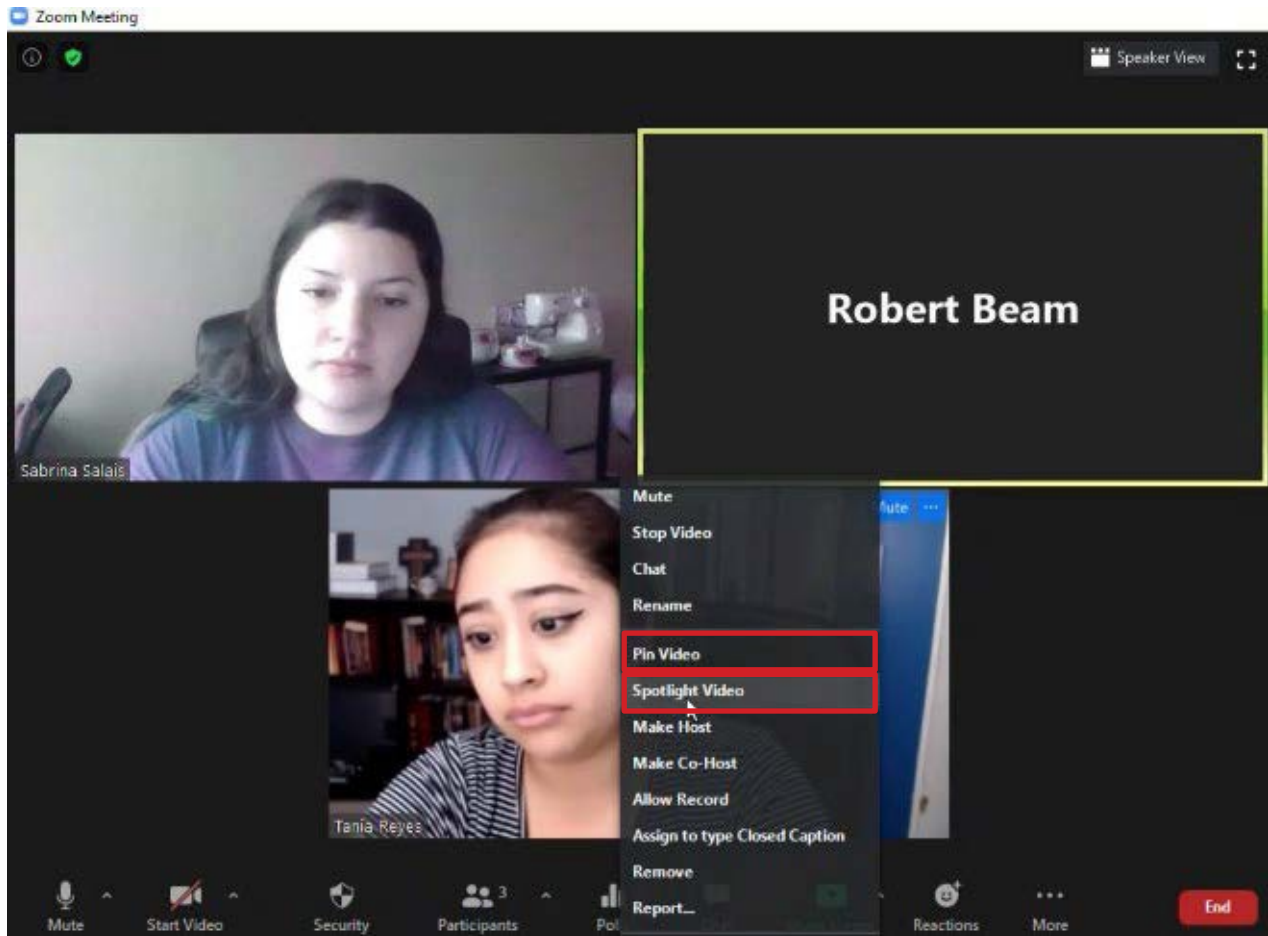 Zoom Meeting
Speaker View
Robert Beam
Sabrina Salais
Mute
Stop Video
Chat
Rename
Pin Video
Spotlight Video
Make Host
Make Co-Host
Allow Record
Assign to type Closed Caption
Remove
Report...
Mute
Tania Reyes
3
Mute
Start Video
Security
Participants
Reactions
More
End